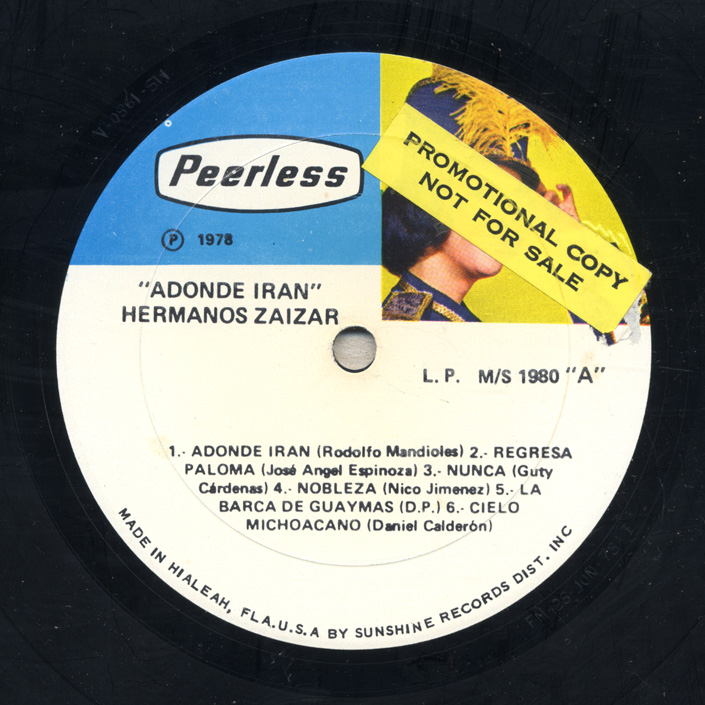 Peerless
PROMOTIONAL COPY
NOT FOR SALE
Ⓟ 1978
"ADONDE IRAN"
HERMANOS ZAIZAR
L. P. M/S 1980 "A"
1.- ADONDE IRAN (Rodolfo Mandioles) 2.- REGRESA
PALOMA (José Angel Espinoza) 3.- NUNCA (Guty
Cárdenas) 4.- NOBLEZA (Nico Jimenez) 5.- LA
BARCA DE GUAYMAS (D.P.) 6.- CIELO
MICHOACANO (Daniel Calderón)
MADE IN HIALEAH, FLA.U.S.A BY SUNSHINE RECORDS DIST. INC